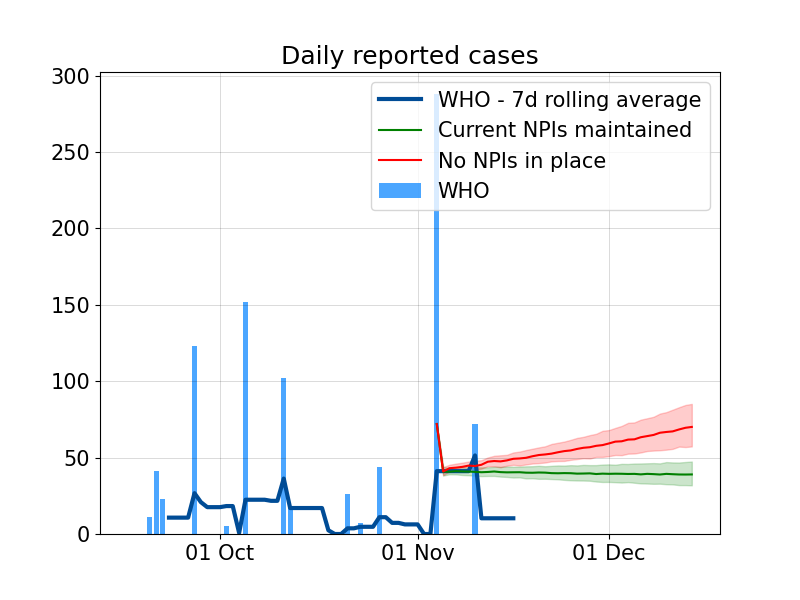 Daily reported cases
300
250
200
150
100
50
0
WHO - 7d rolling average
Current NPIs maintained
No NPIs in place
WHO
01 Oct
01 Nov
01 Dec